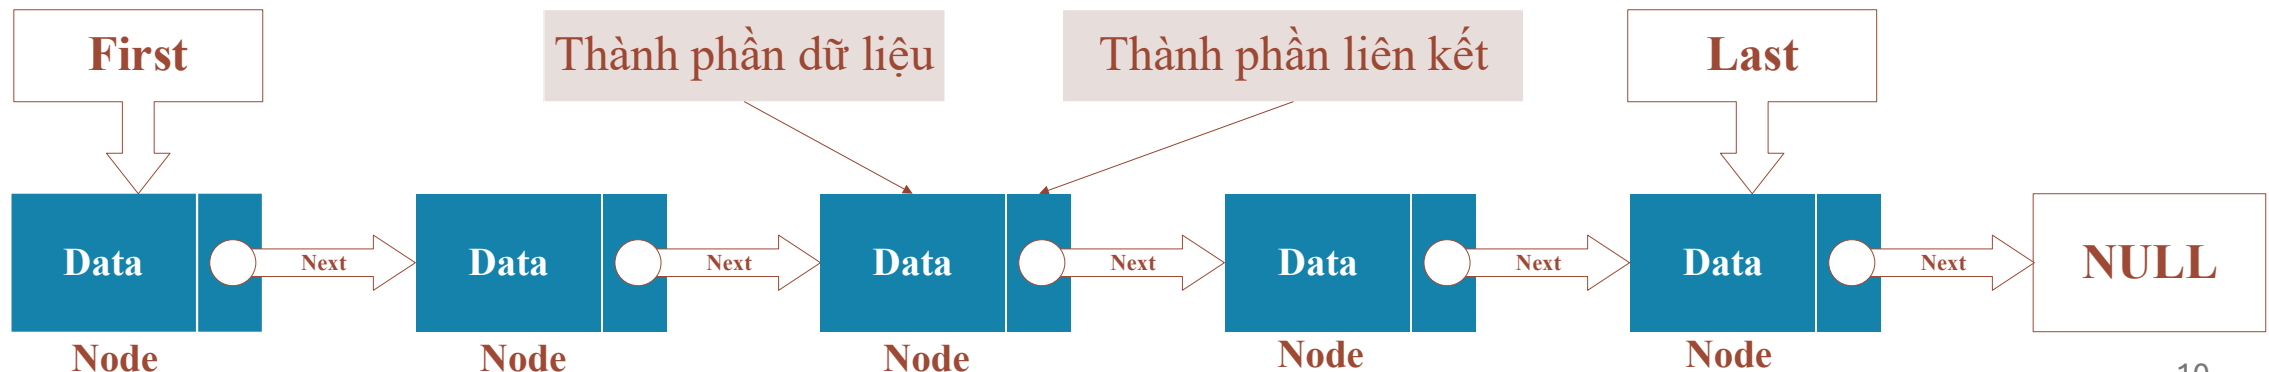 First
Thành phần dữ liệu
Thành phần liên kết
Last
Data
Next
Data
Next
Data
Next
Data
Next
Data
Next
NULL
Node
Node
Node
Node
Node